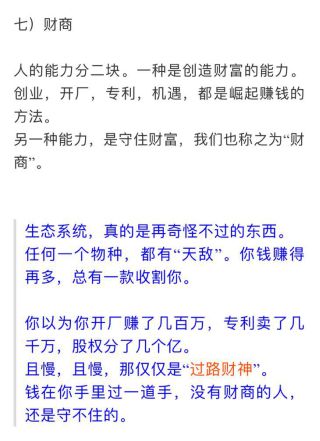 七）财商
人的能力分二块。一种是创造财富的能力。
创业，开厂，专利，机遇，都是崛起赚钱的
方法。
另一种能力，是守住财富，我们也称之为“财
商”。
生态系统，真的是再奇怪不过的东西。
任何一个物种，都有“天敌”。你钱赚得
再多，总有一款收割你。
你以为你开厂赚了几百万，专利卖了几
千万，股权分了几个亿。
且慢，且慢，那仅仅是“过路财神”。
钱在你手里过一道手，没有财商的人，
还是守不住的。